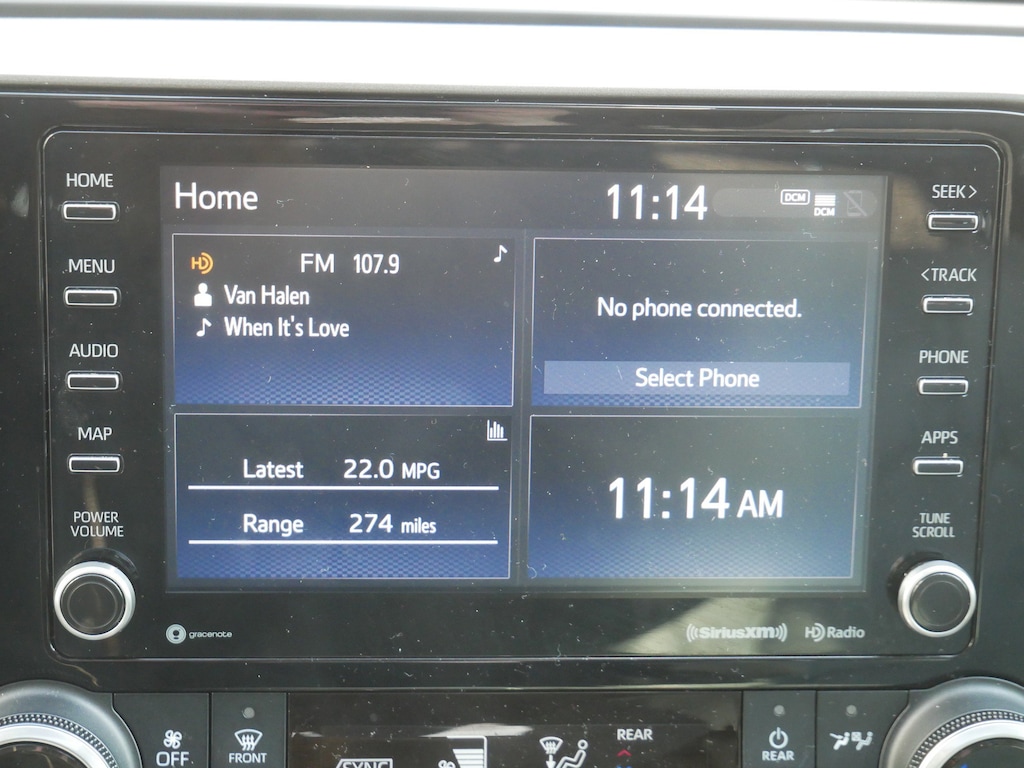 HOME
MENU
AUDIO
MAP
POWER
VOLUME
Home 11:14 DCM DCM
HD FM 107.9
Van Halen
When It's Love
No phone connected.
Select Phone
Latest 22.0 MPG
Range 274 miles
11:14 AM
SEEK >
< TRACK
PHONE
APPS
TUNE
SCROLL
gracenote
((SiriusXM)) HD Radio
OFF
FRONT
SYNC
REAR
REAR